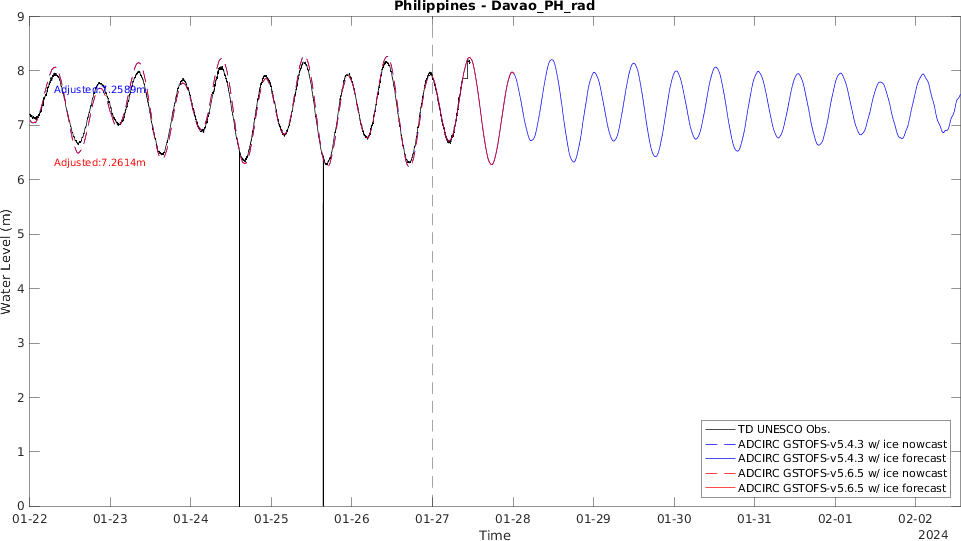 Philippines - Davao_PH_rad
9
8
7
6
5
4
3
2
1
0
Water Level (m)
Adjusted:7.2589m
Adjusted:7.2614m
TD UNESCO Obs.
ADCIRC GSTOFS-v5.4.3 w/ ice nowcast
ADCIRC GSTOFS-v5.4.3 w/ ice forecast
ADCIRC GSTOFS-v5.6.5 w/ ice nowcast
ADCIRC GSTOFS-v5.6.5 w/ ice forecast
01-22 01-23 01-24 01-25 01-26 01-27 01-28 01-29 01-30 01-31 02-01 02-02
Time
2024